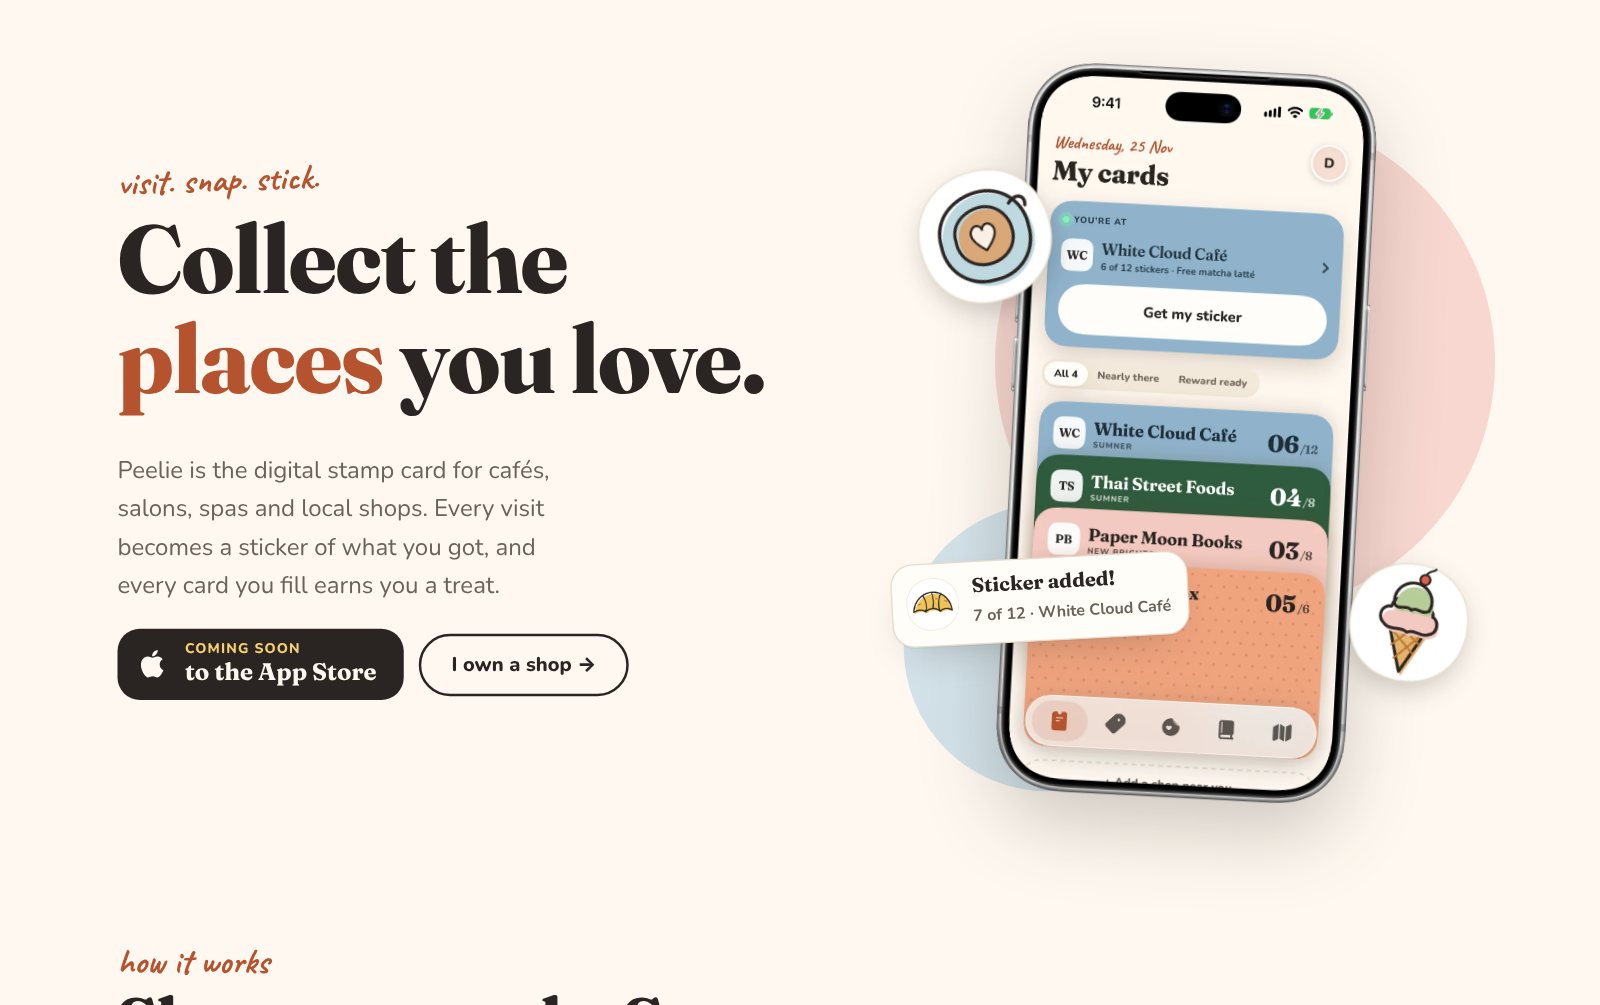 visit. snap. stick.
Collect the
places you love.
Peelie is the digital stamp card for cafés,
salons, spas and local shops. Every visit
becomes a sticker of what you got, and
every card you fill earns you a treat.
COMING SOON
to the App Store
I own a shop →
9:41
Wednesday, 25 Nov
My cards
D
YOU'RE AT
WC
White Cloud Café
6 of 12 stickers · Free matcha latté
Get my sticker
All 4
Nearly there
Reward ready
WC
White Cloud Café
SUMNER
06/12
TS
Thai Street Foods
SUMNER
04/8
PB
Paper Moon Books
03/8
x
05/6
Sticker added!
7 of 12 · White Cloud Café
+ Add a shop near you
how it works